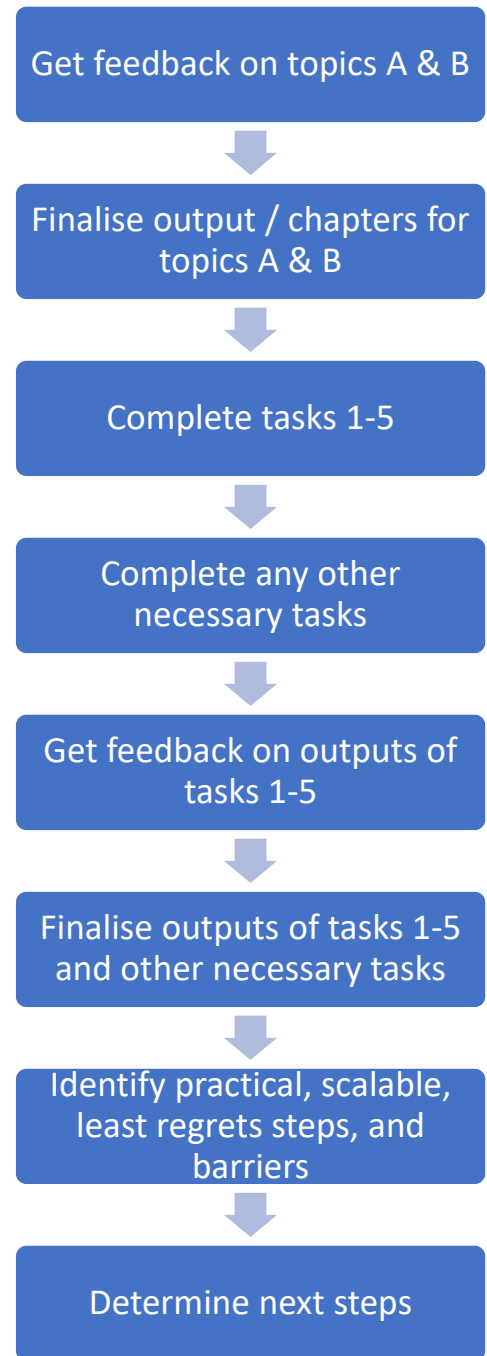 Get feedback on topics A & B
Finalise output / chapters for
topics A & B
Complete tasks 1-5
Complete any other
necessary tasks
Get feedback on outputs of
tasks 1-5
Finalise outputs of tasks 1-5
and other necessary tasks
Identify practical, scalable,
least regrets steps, and
barriers
Determine next steps